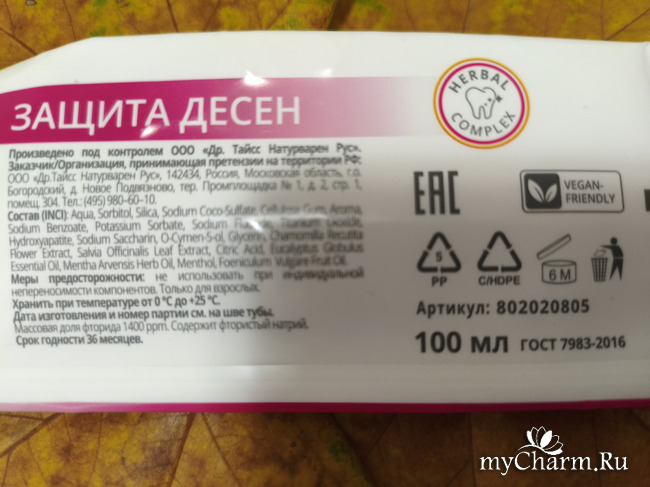 ЗАЩИТА ДЕСЕН
HERBAL COMPLEX
Произведено под контролем ООО «Др. Тайсс Натурварен Рус».
Заказчик/Организация, принимающая претензии на территории РФ:
ООО «Др. Тайсс Натурварен Рус», 142434, Россия, Московская область, г.о.
Богородский, д. Новое Подвязново, тер. Промплощадка № 1, д. 2, стр. 1,
помещ. 304. Тел.: (495) 980-60-10.
Состав (INCI): Aqua, Sorbitol, Silica, Sodium Coco-Sulfate, Cellulose Gum, Aroma,
Sodium Benzoate, Potassium Sorbate, Sodium Fluoride, Titanium Dioxide,
Hydroxyapatite, Sodium Saccharin, O-Cymen-5-ol, Glycerin, Chamomilla Recutita
Flower Extract, Salvia Officinalis Leaf Extract, Citric Acid, Eucalyptus Globulus
Essential Oil, Mentha Arvensis Herb Oil, Menthol, Foeniculum Vulgare Fruit Oil.
Меры предосторожности: не использовать при индивидуальной
непереносимости компонентов. Только для взрослых.
Хранить при температуре от 0 °C до +25 °C.
Дата изготовления и номер партии см. на шве тубы.
Массовая доля фторида 1400 ppm. Содержит фтористый натрий.
Срок годности 36 месяцев.
EAC
VEGAN-
FRIENDLY
5
PP
C/HDPE
6 M
Артикул: 802020805
100 мл ГОСТ 7983-2016
myCharm.Ru